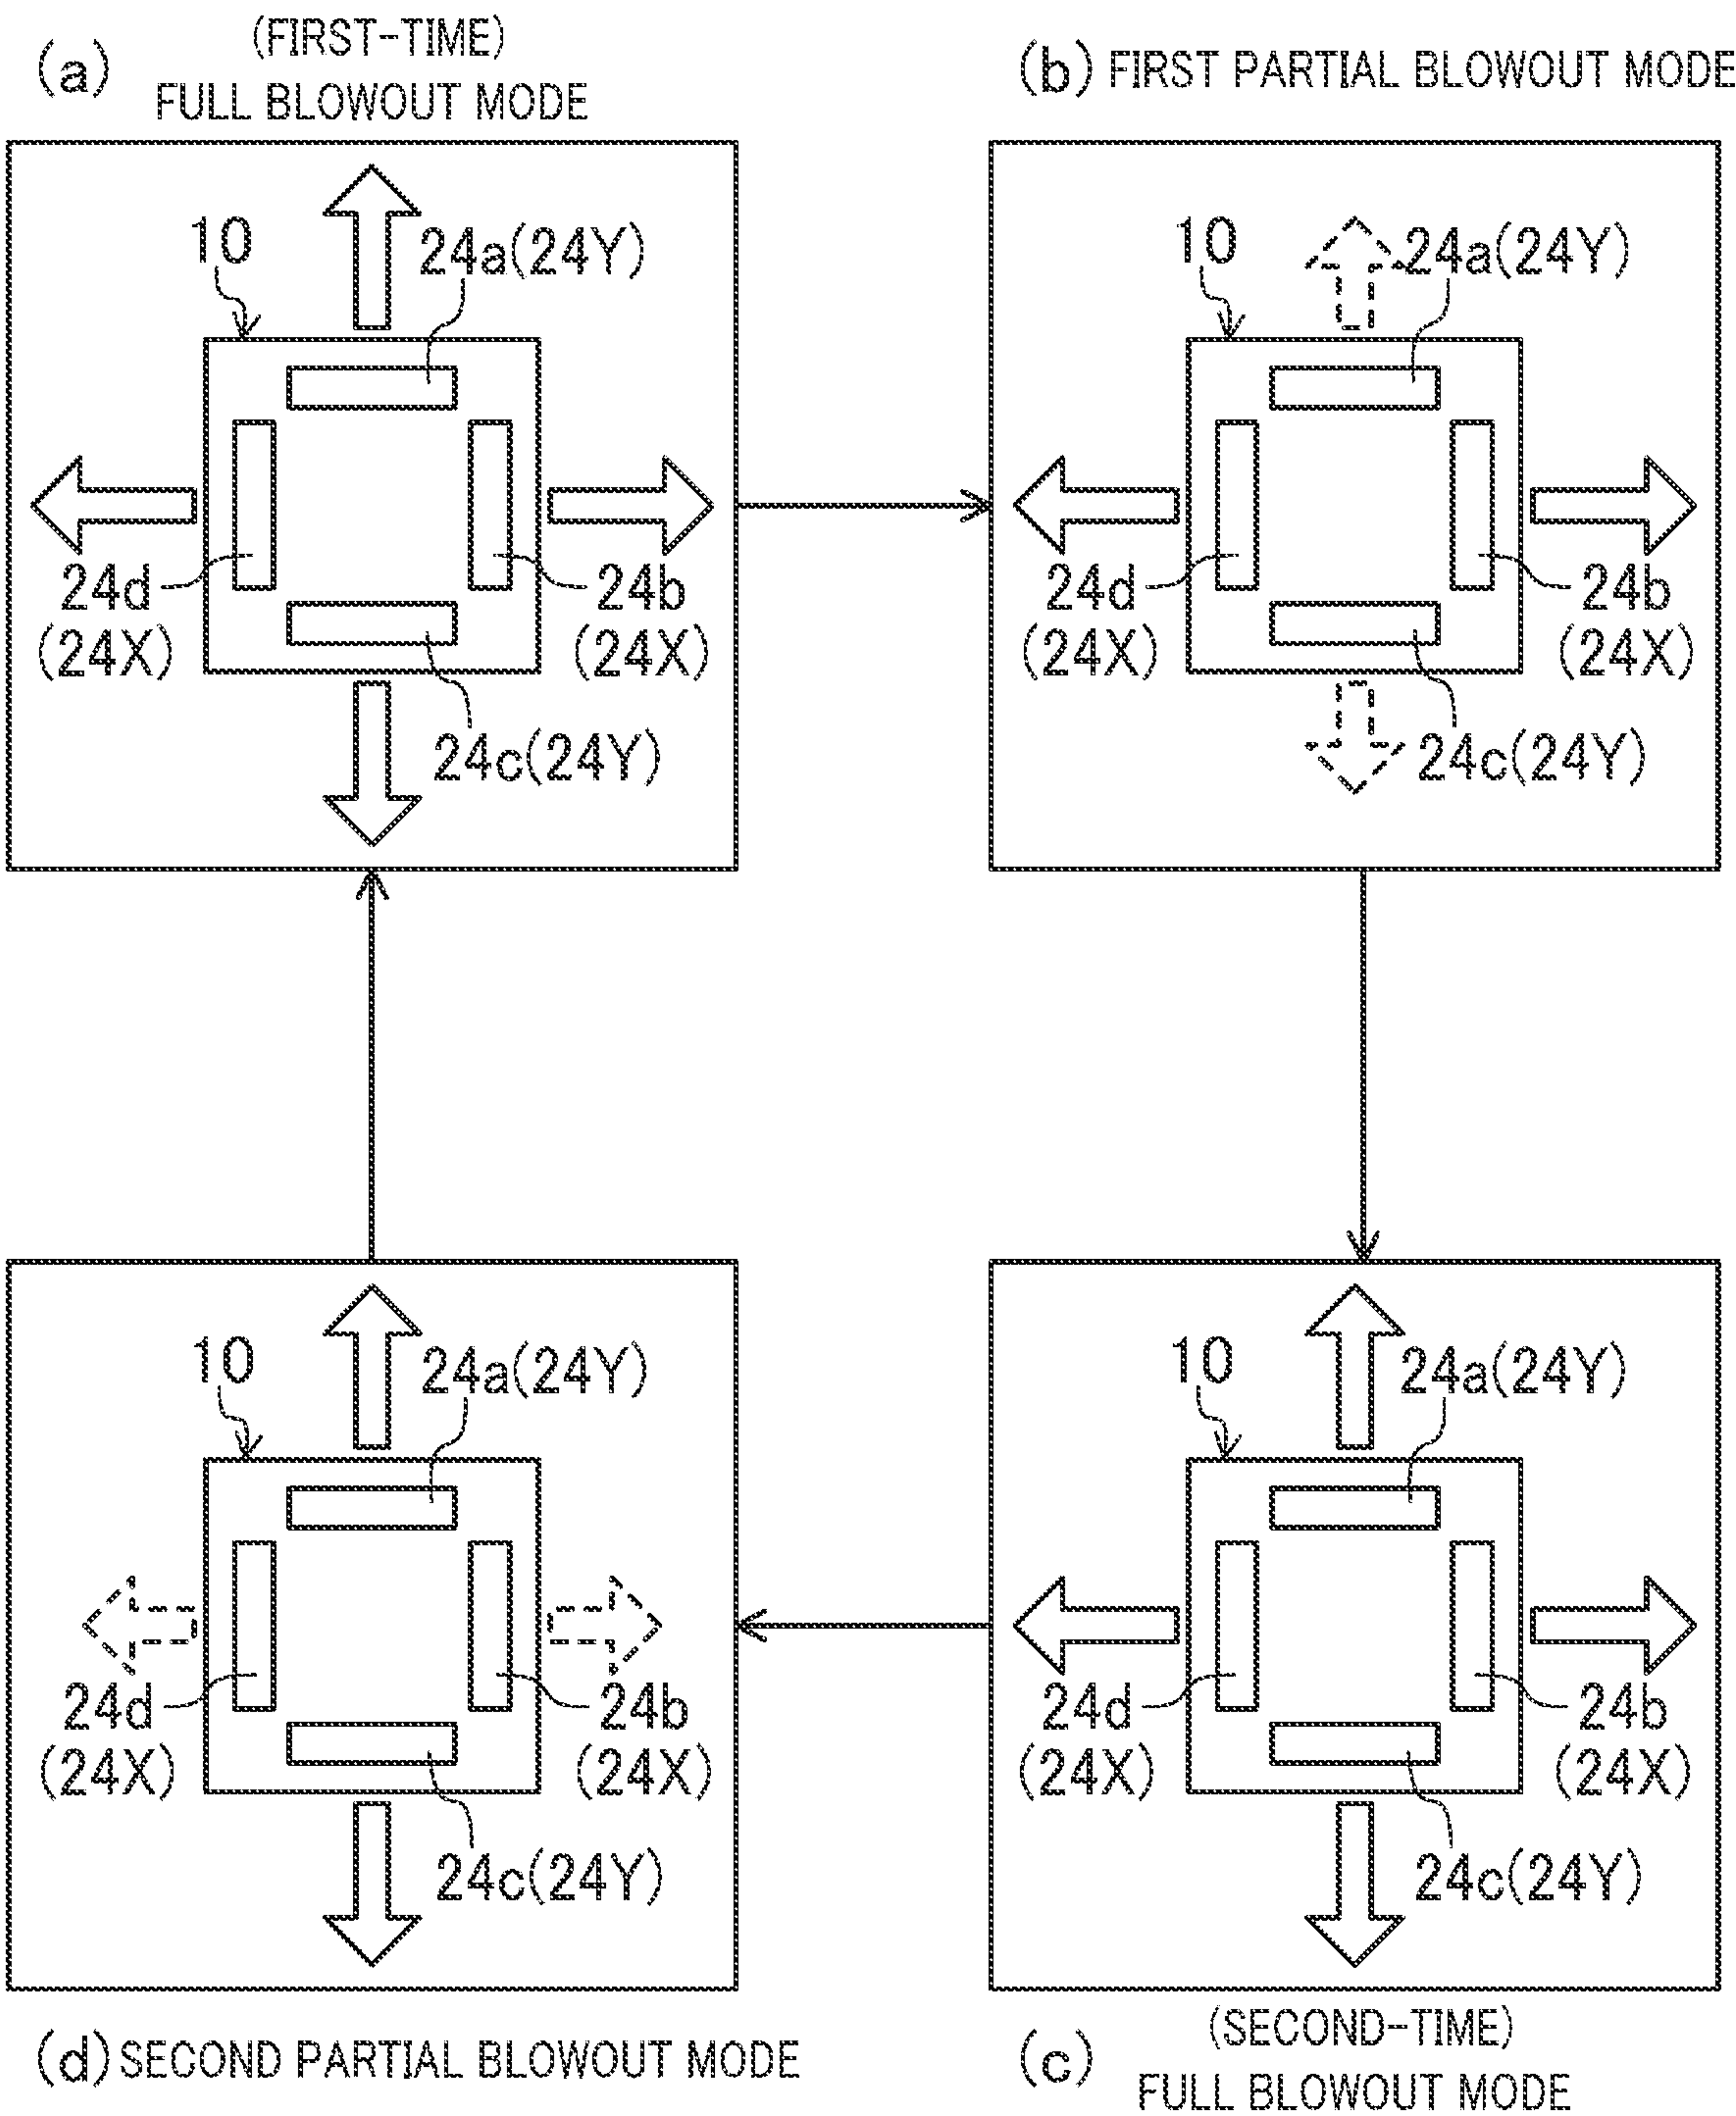 (a)
(FIRST-TIME)
FULL BLOWOUT MODE
10
24a(24Y)
24d
(24X)
24b
(24X)
24c(24Y)
(b) FIRST PARTIAL BLOWOUT MODE
10
24a(24Y)
24d
(24X)
24b
(24X)
24c(24Y)
10
24a(24Y)
24d
(24X)
24b
(24X)
24c(24Y)
(d) SECOND PARTIAL BLOWOUT MODE
10
24a(24Y)
24d
(24X)
24b
(24X)
24c(24Y)
(c)
(SECOND-TIME)
FULL BLOWOUT MODE